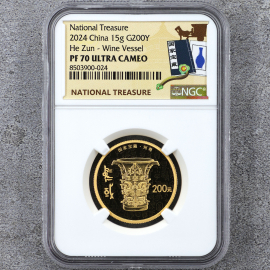 National Treasure
2024 China 15g G200Y
He Zun - Wine Vessel
PF 70 ULTRA CAMEO
8503900-024
NATIONAL TREASURE
NGC
200元